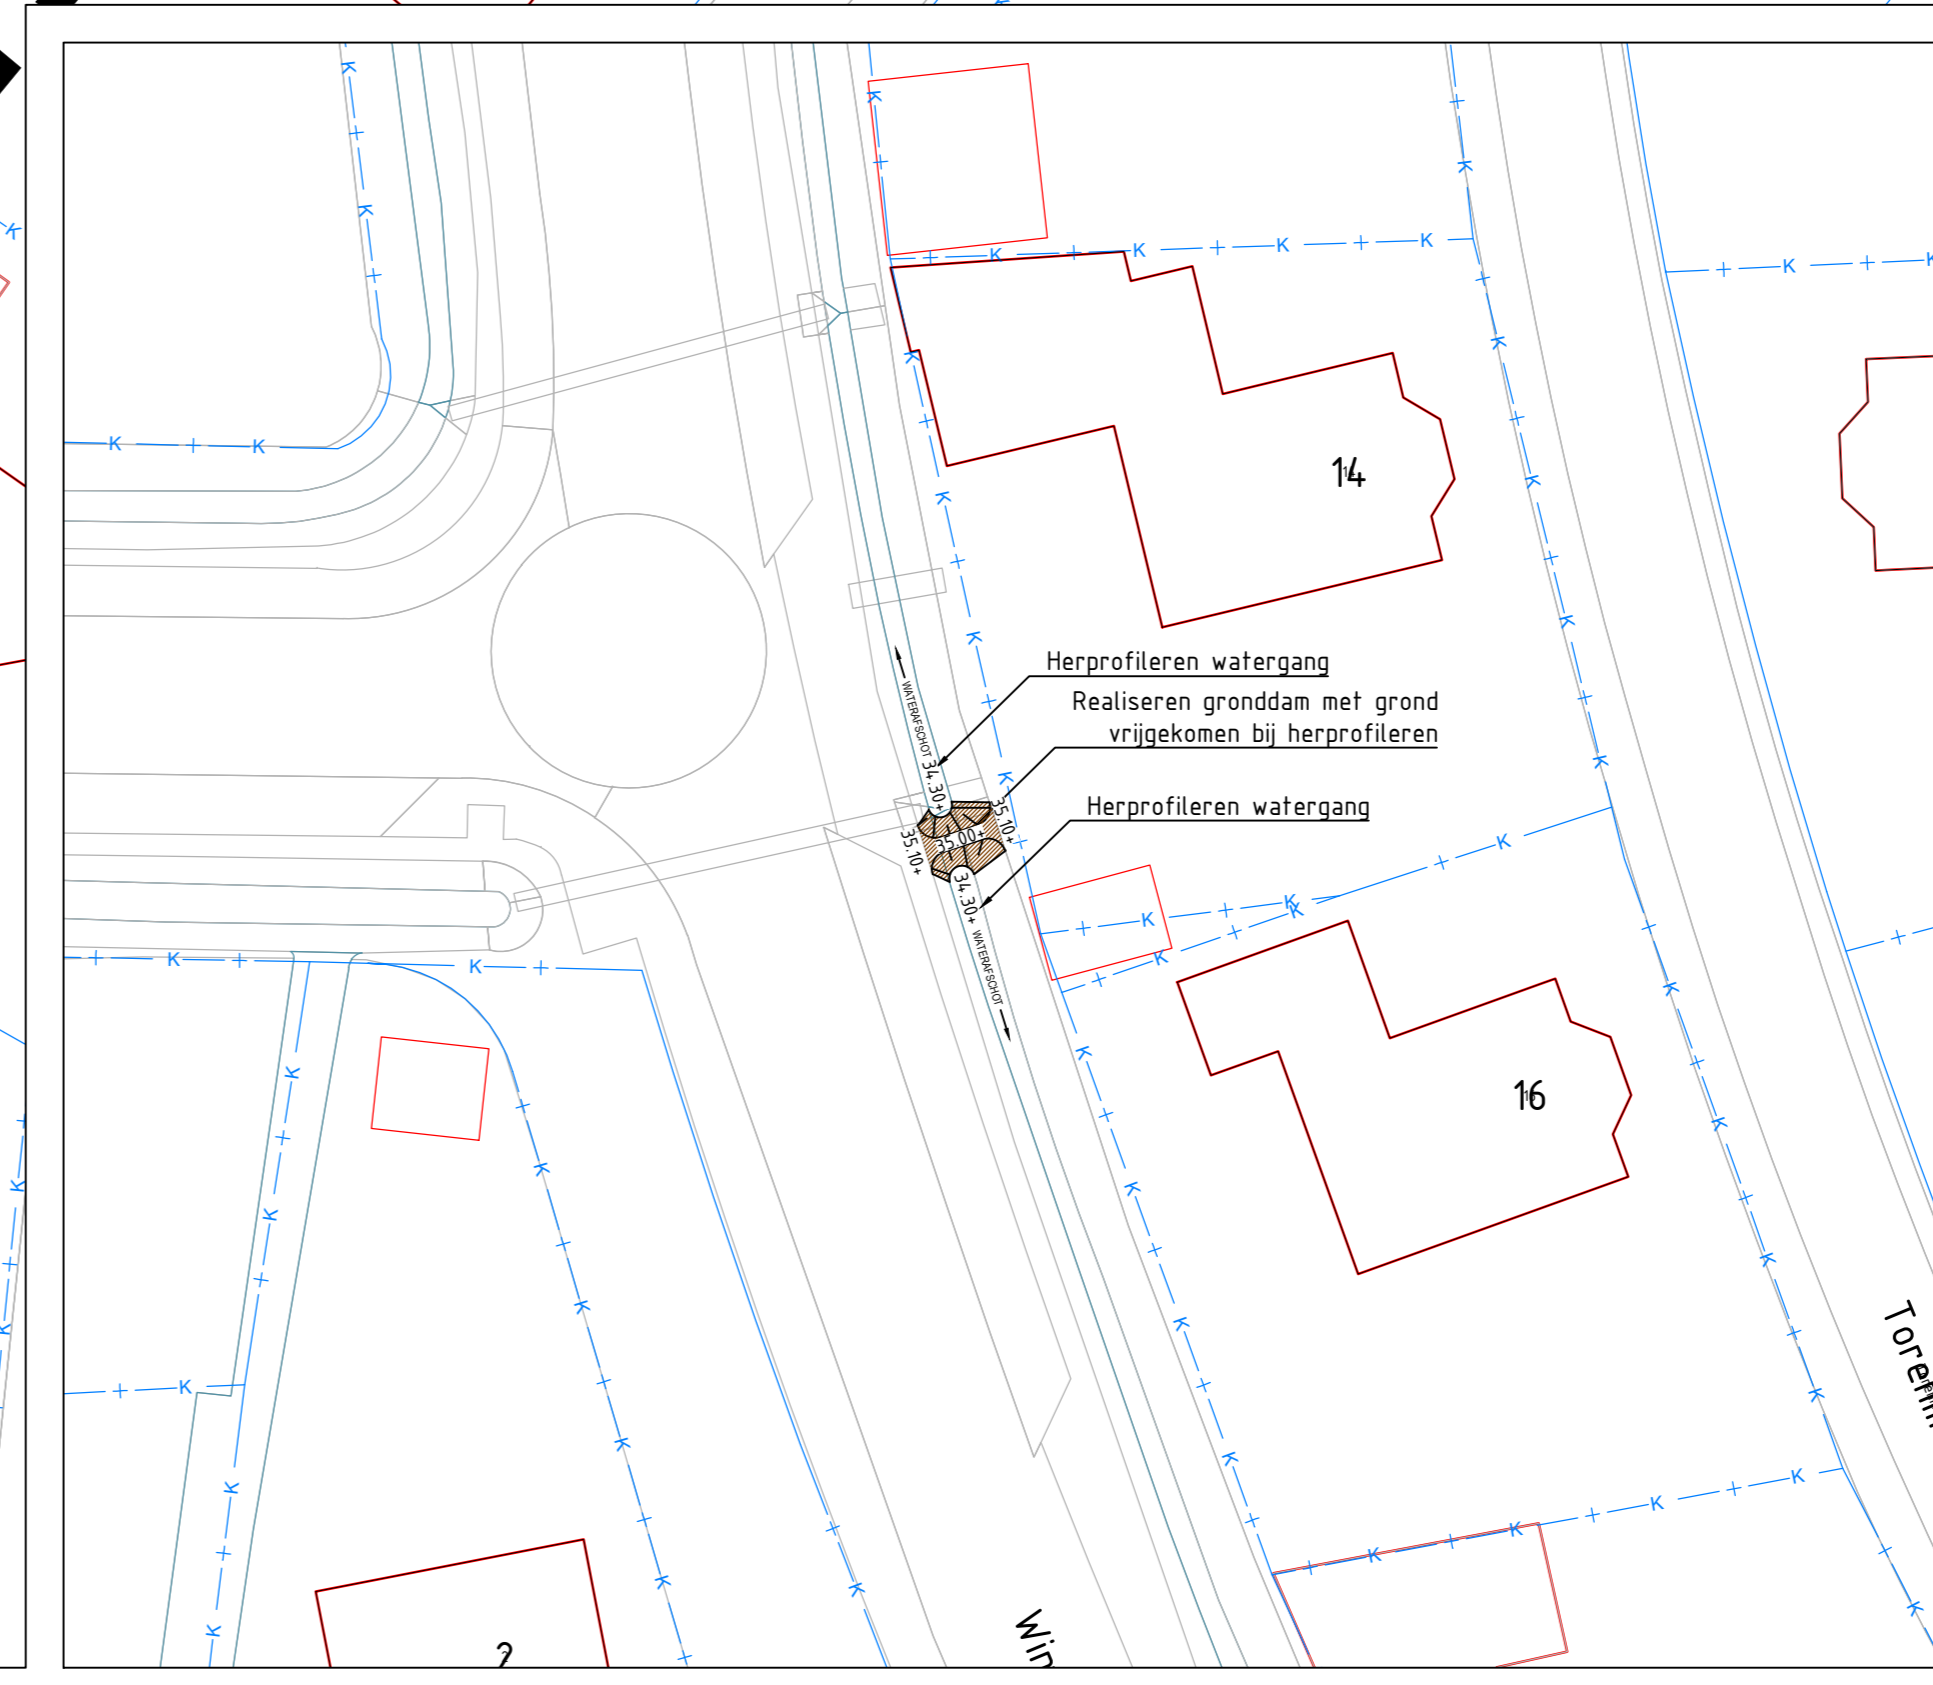 14
Herprofileren watergang
Realiseren gronddam met grond
vrijgekomen bij herprofileren
Herprofileren watergang
WATERAFSCHOT
34.30+
35.10+
35.00+
35.10+
34.30+
WATERAFSCHOT
16
2
Win